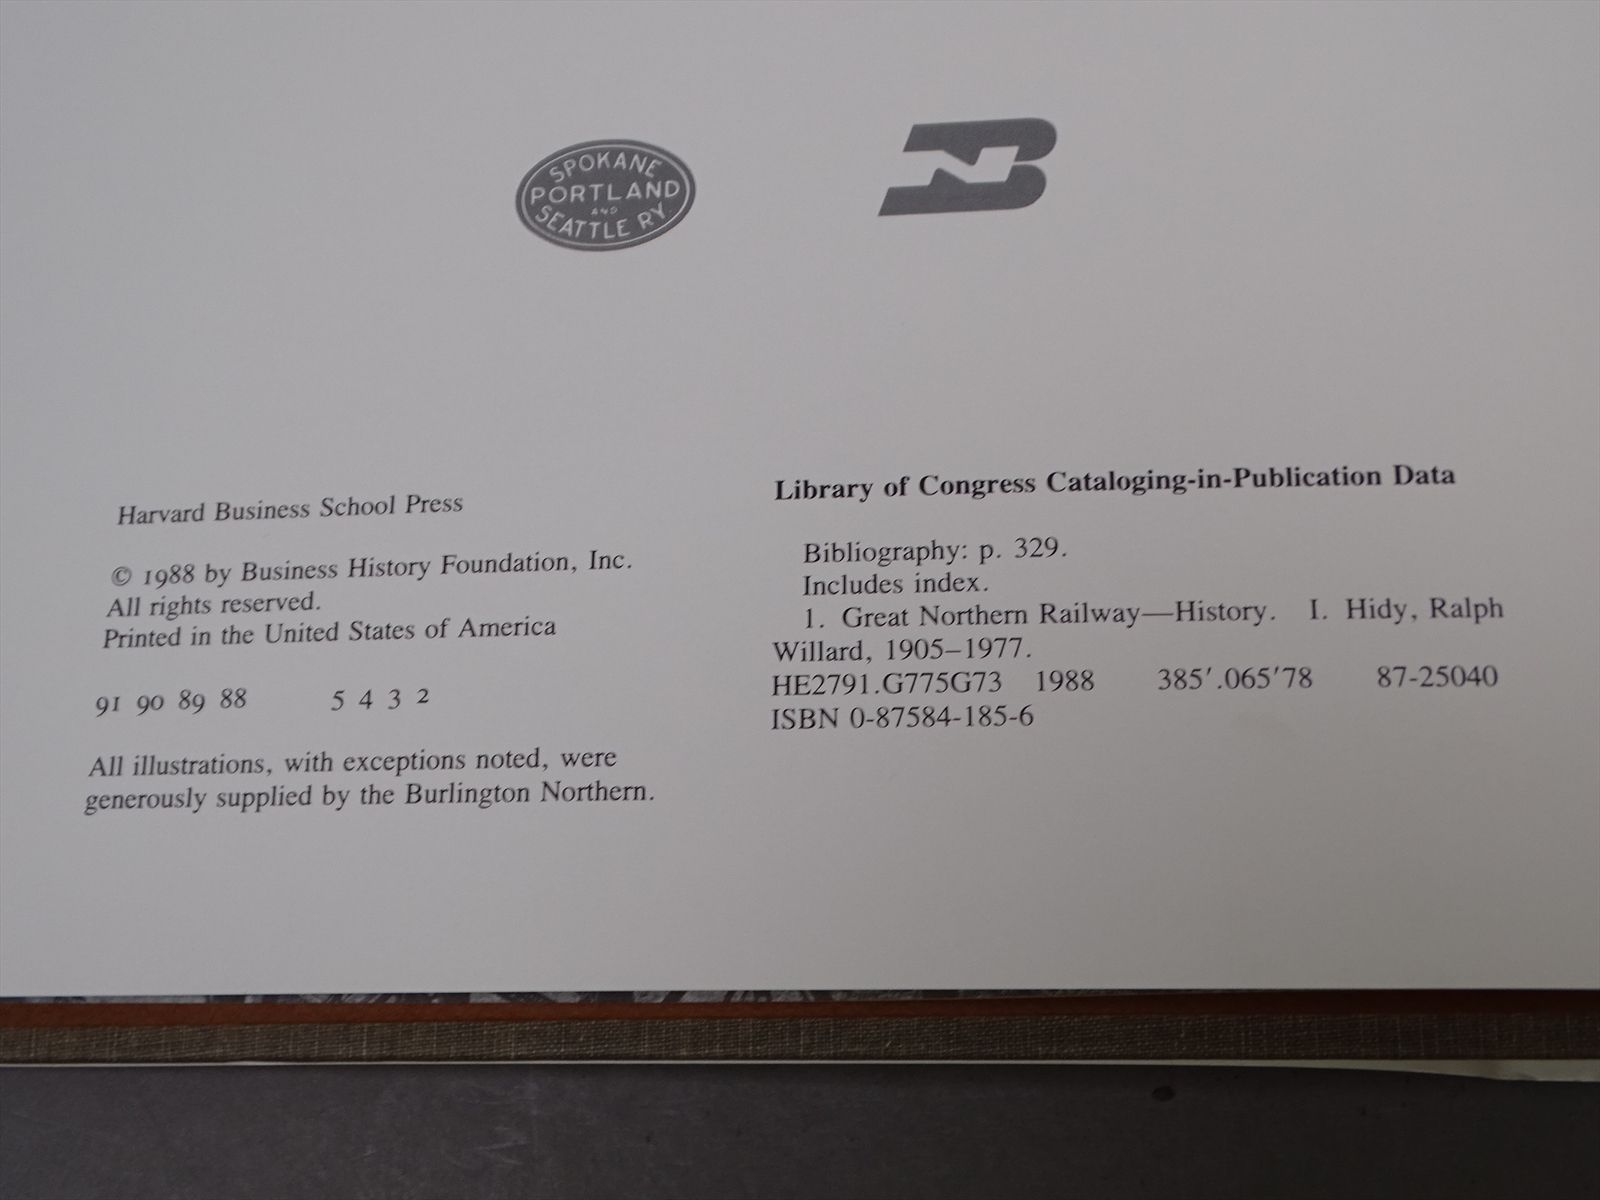 SPOKANE
PORTLAND
AND
SEATTLE RY
BN
Harvard Business School Press
© 1988 by Business History Foundation, Inc.
All rights reserved.
Printed in the United States of America
91 90 89 88 5 4 3 2
All illustrations, with exceptions noted, were
generously supplied by the Burlington Northern.
Library of Congress Cataloging-in-Publication Data
Bibliography: p. 329.
Includes index.
1. Great Northern Railway—History. I. Hidy, Ralph
Willard, 1905–1977.
HE2791.G775G73 1988 385′.065′78 87-25040
ISBN 0-87584-185-6